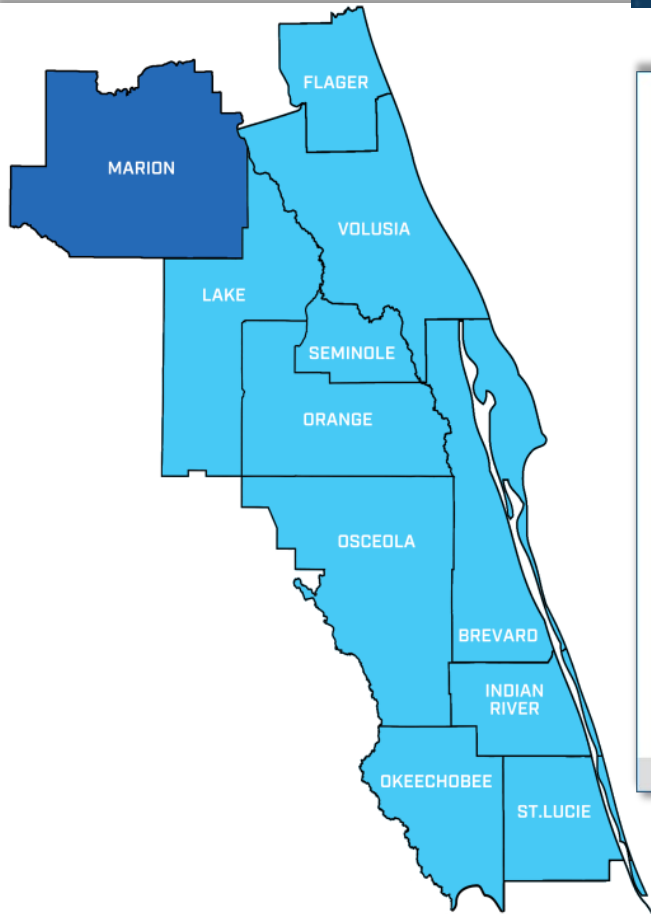 FLAGER
MARION
VOLUSIA
LAKE
SEMINOLE
ORANGE
OSCEOLA
BREVARD
INDIAN
RIVER
OKEECHOBEE
ST.LUCIE